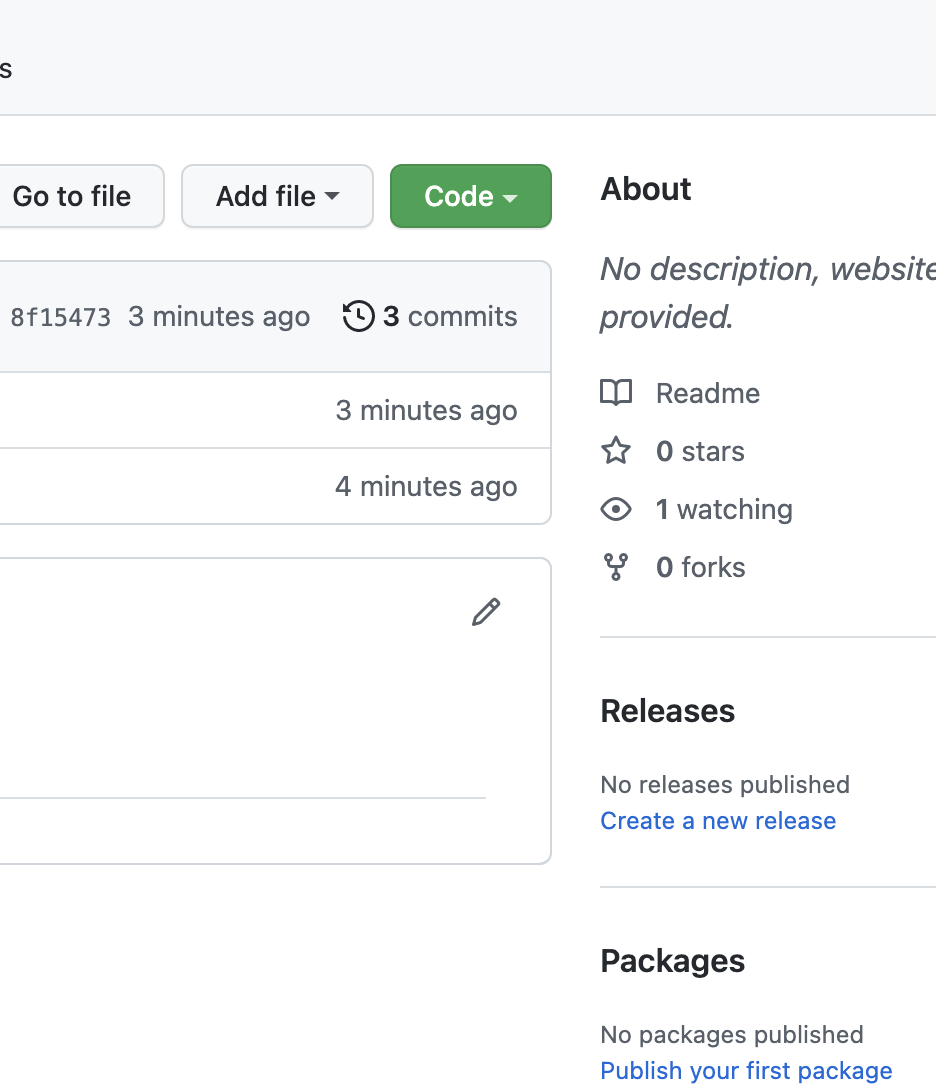 s
Go to file
Add file
Code
8f15473 3 minutes ago 3 commits
3 minutes ago
4 minutes ago
About
No description, website
provided.
Readme
0 stars
1 watching
0 forks
Releases
No releases published
Create a new release
Packages
No packages published
Publish your first package